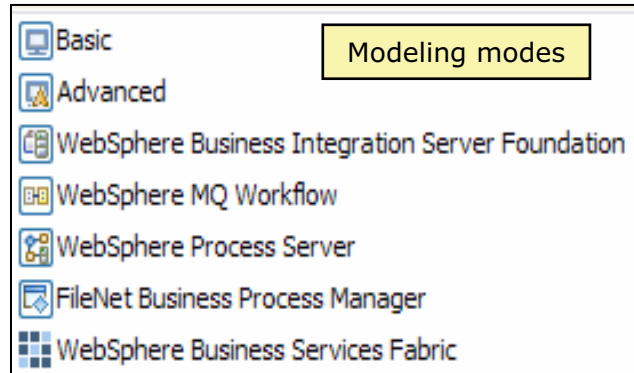 Basic
Modeling modes
Advanced
WebSphere Business Integration Server Foundation
WebSphere MQ Workflow
WebSphere Process Server
FileNet Business Process Manager
WebSphere Business Services Fabric